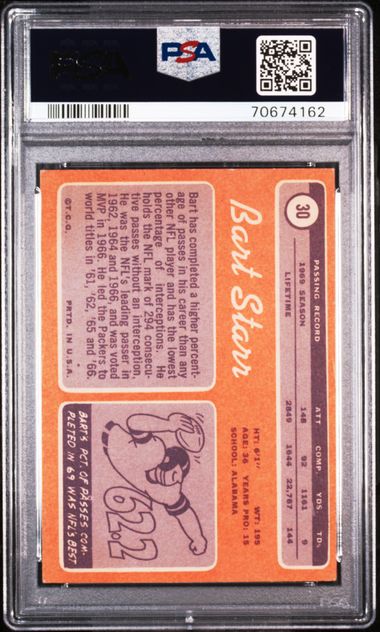 PSA
PSA
70674162
30
PASSING RECORD
ATT. COMP. YDS. TDs.
1969 SEASON 148 92 1161 9
LIFETIME 2849 1644 22,787 144
Bart Starr
HT: 6'1" WT: 195
AGE: 36 YEARS PRO: 15
SCHOOL: ALABAMA
Bart has completed a higher percent-
age of passes in his career than any
other NFL player and has the lowest
percentage of interceptions. He
holds the NFL mark of 294 consecu-
tive passes without an interception.
He was the NFL's leading passer in
1962, 1964 and 1966, and was voted
MVP in 1966. He led the Packers to
world titles in '61, '62, '65 and '66.
©T.C.G. PRTD. IN U.S.A.
62.2
BART'S PCT. OF PASSES COM-
PLETED IN 69 WAS NFL'S BEST